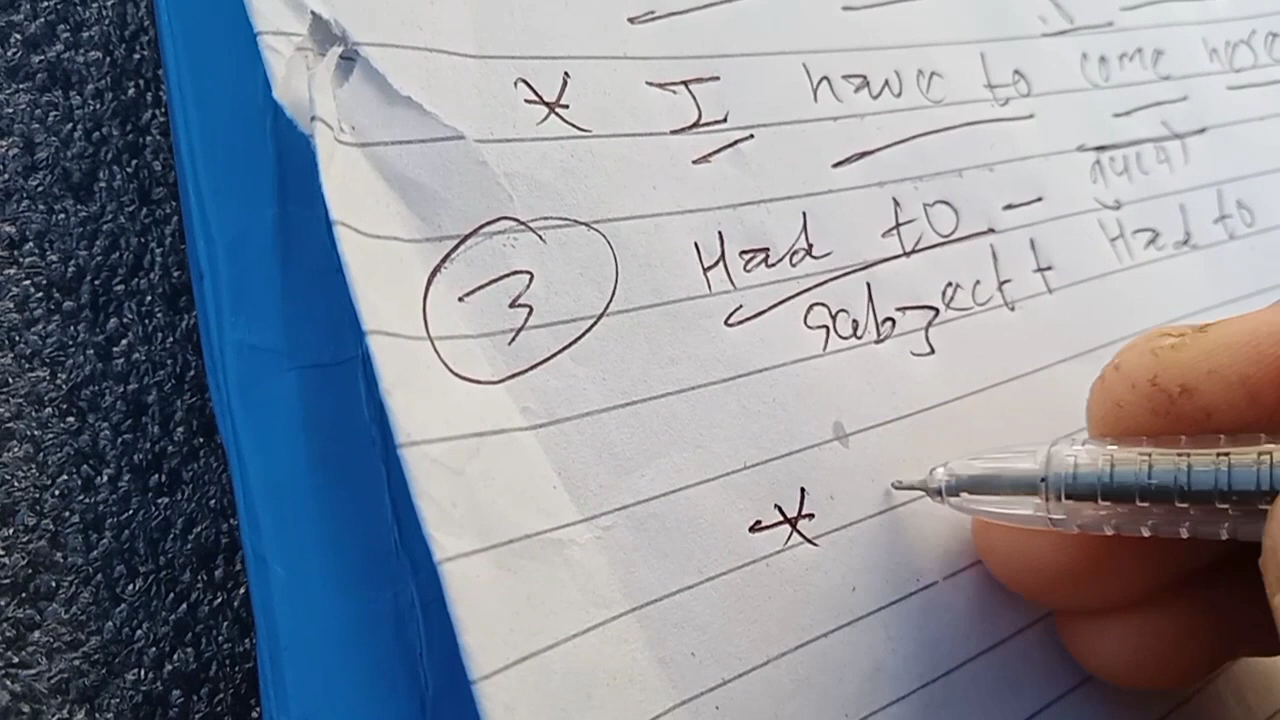 * I have to come here
③ Had to -
Subject + Had to
*